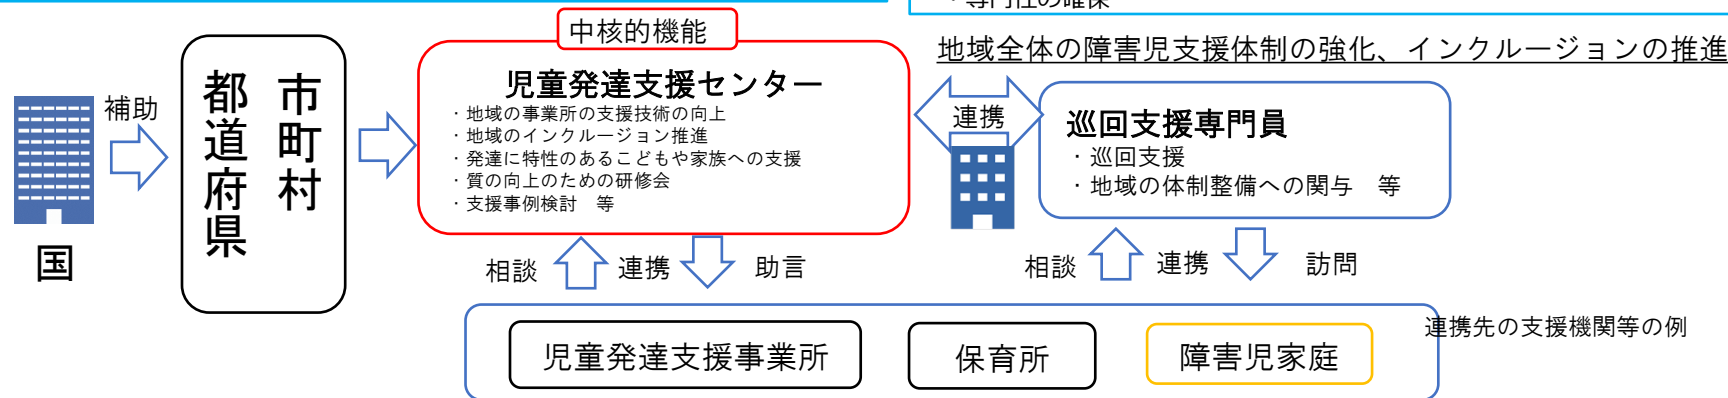 ・専門性の確保
中核的機能
地域全体の障害児支援体制の強化、インクルージョンの推進
国
補助
都道府県
市町村
児童発達支援センター
・地域の事業所の支援技術の向上
・地域のインクルージョン推進
・発達に特性のあるこどもや家族への支援
・質の向上のための研修会
・支援事例検討　等
連携
巡回支援専門員
・巡回支援
・地域の体制整備への関与　等
相談
連携
助言
相談
連携
訪問
連携先の支援機関等の例
児童発達支援事業所
保育所
障害児家庭